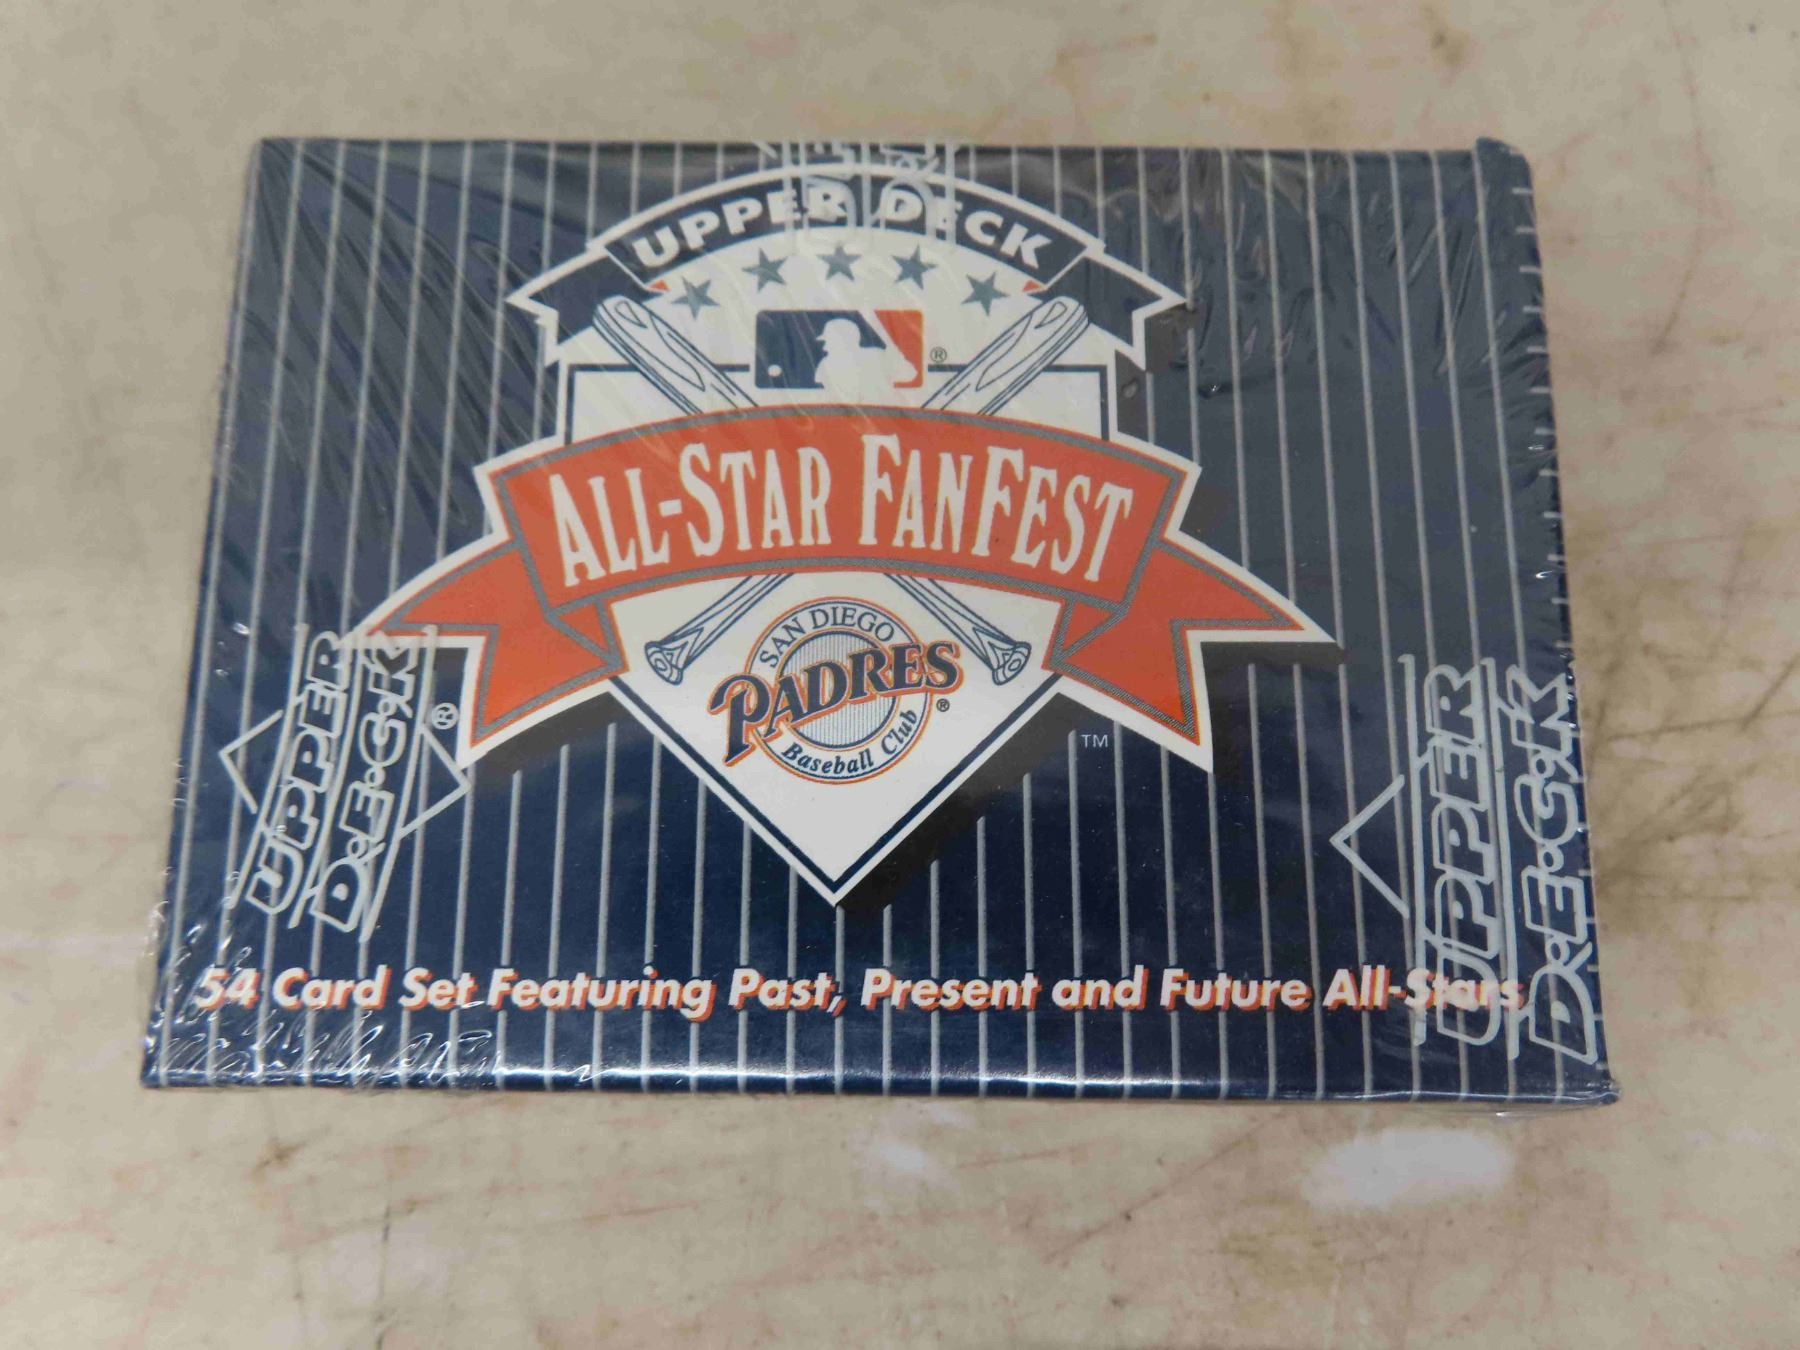 UPPER DECK
®
ALL-STAR FANFEST
SAN DIEGO
PADRES
®
Baseball Club
TM
UPPER
D·E·C·K
®
UPPER
D·E·C·K
54 Card Set Featuring Past, Present and Future All-Stars